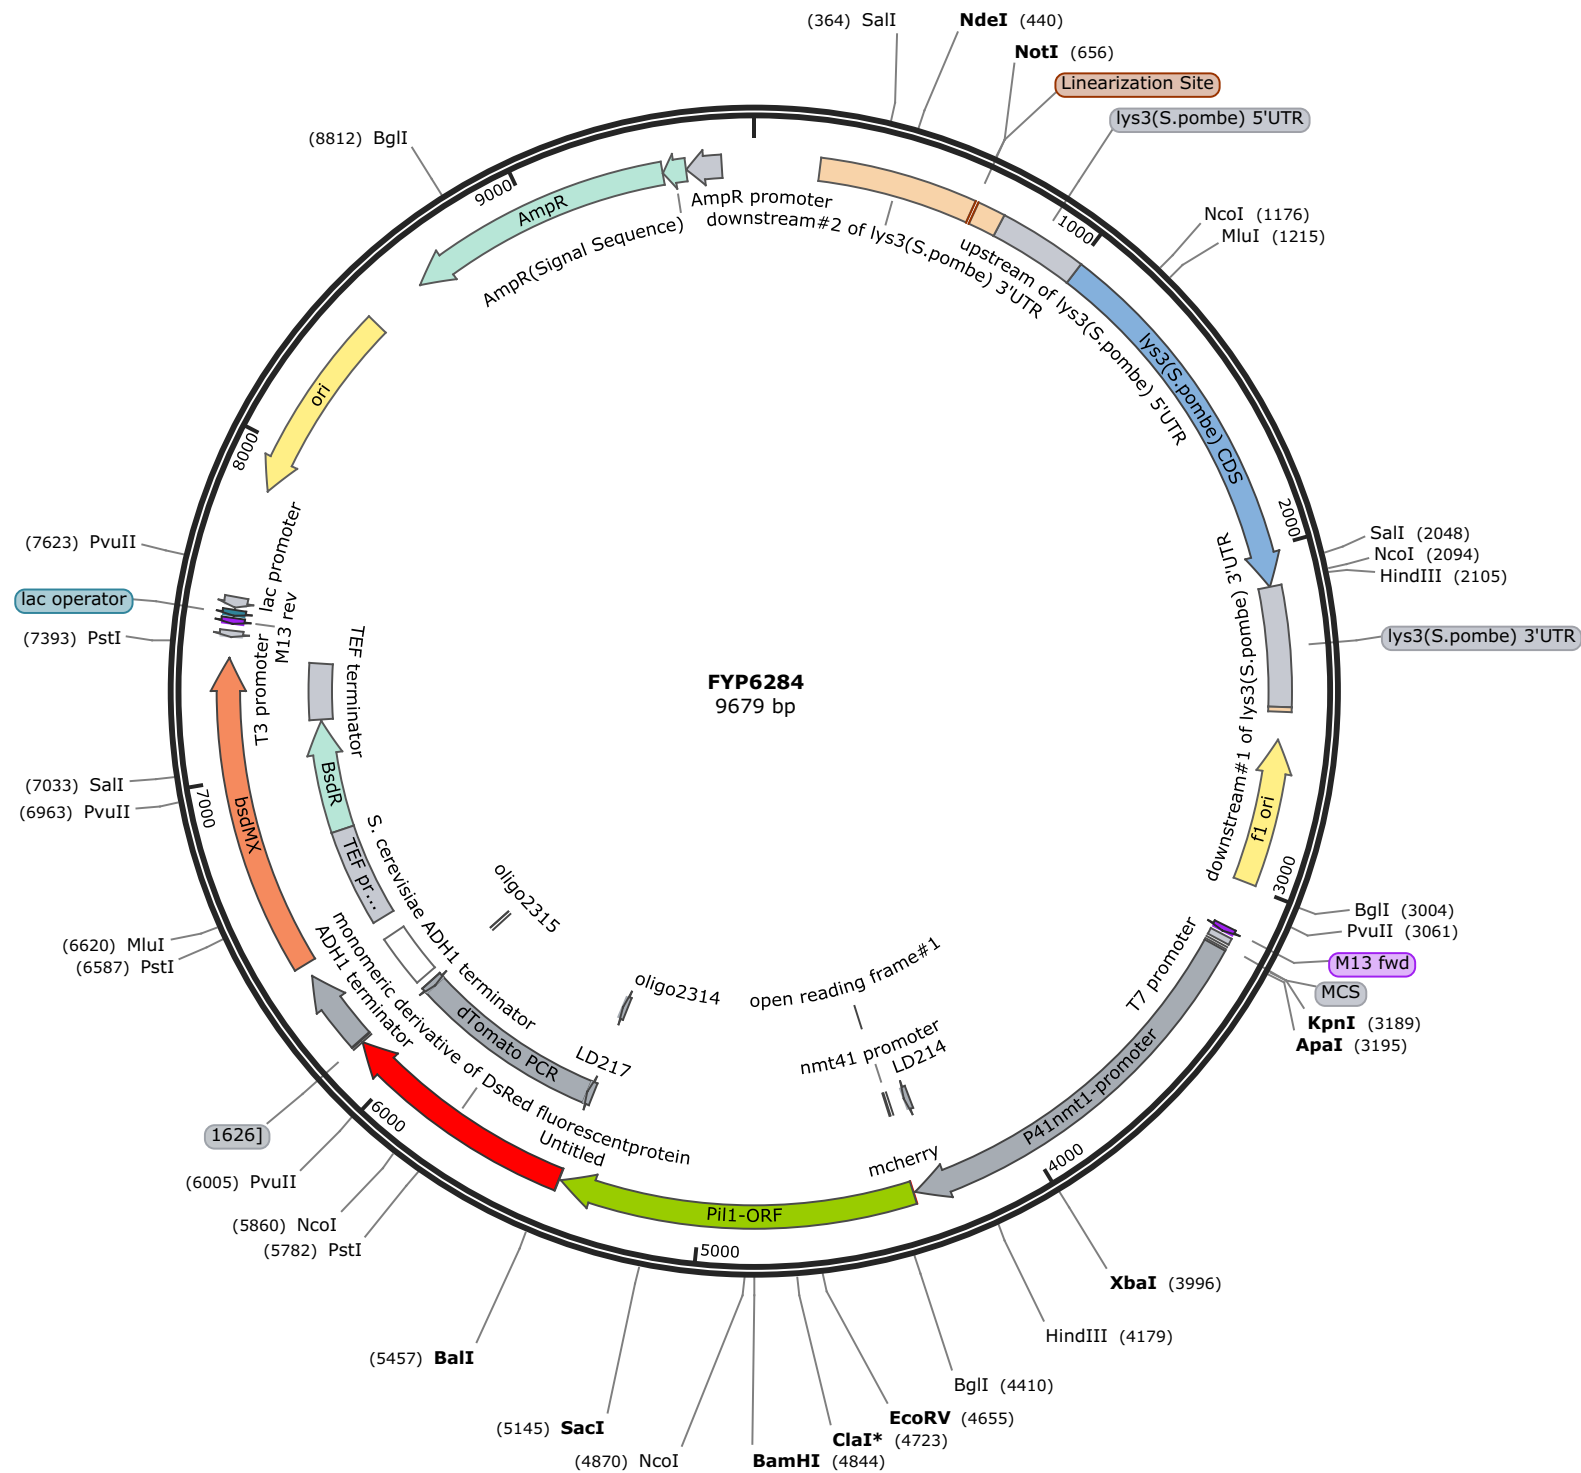 (364) SalI
NdeI (440)
NotI (656)
Linearization Site
lys3(S.pombe) 5'UTR
(8812) BglI
9000
AmpR
AmpR promoter
downstream#2 of lys3(S.pombe) 3'UTR
AmpR(Signal Sequence)
upstream of lys3(S.pombe) 5'UTR
1000
NcoI (1176)
MluI (1215)
lys3(S.pombe) CDS
ori
8000
2000
SalI (2048)
NcoI (2094)
HindIII (2105)
(7623) PvuII
lac operator
(7393) PstI
lac promoter
M13 rev
T3 promoter
TEF terminator
lys3(S.pombe) 3'UTR
downstream#1 of lys3(S.pombe) 3'UTR
FYP6284
9679 bp
(7033) SalI
(6963) PvuII
7000
bsdMX
BsdR
TEF pr...
f1 ori
3000
BglI (3004)
PvuII (3061)
M13 fwd
MCS
KpnI (3189)
ApaI (3195)
T7 promoter
(6620) MluI
(6587) PstI
S. cerevisiae ADH1 terminator
monomeric derivative of DsRed fluorescentprotein
ADH1 terminator
oligo2315
oligo2314
open reading frame#1
nmt41 promoter
LD214
P41nmt1-promoter
dTomato PCR
LD217
Untitled
mcherry
Pil1-ORF
1626]
6000
(6005) PvuII
(5860) NcoI
(5782) PstI
5000
4000
XbaI (3996)
HindIII (4179)
BglI (4410)
EcoRV (4655)
ClaI* (4723)
BamHI (4844)
(4870) NcoI
(5145) SacI
(5457) BalI